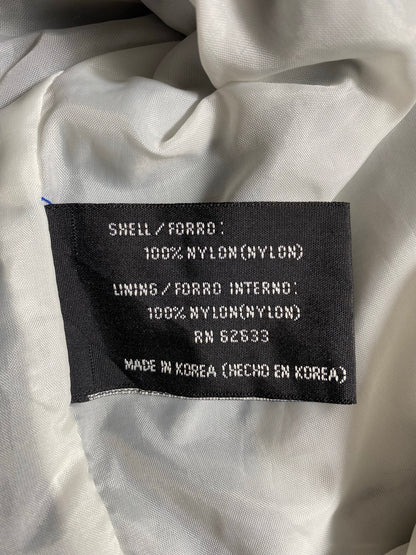 SHELL/FORRO:
100% NYLON(NYLON)
LINING/FORRO INTERNO:
100% NYLON(NYLON)
RN 62633
MADE IN KOREA (HECHO EN KOREA)